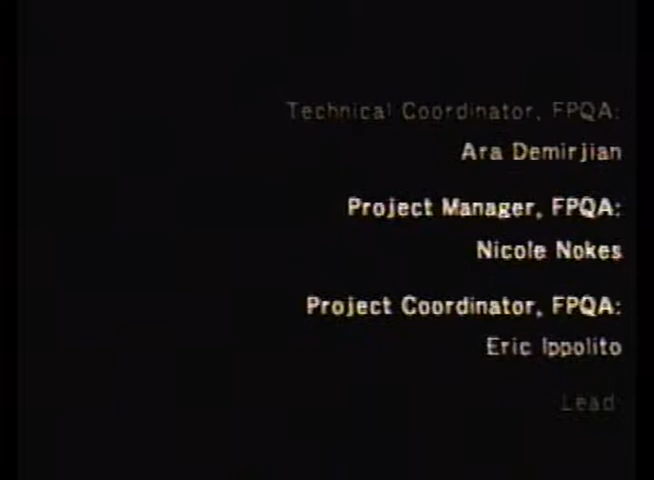 Technical Coordinator, FPQA:
Ara Demirjian
Project Manager, FPQA:
Nicole Nokes
Project Coordinator, FPQA:
Eric Ippolito
Lead